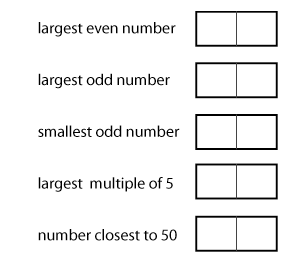 largest even number
largest odd number
smallest odd number
largest multiple of 5
number closest to 50